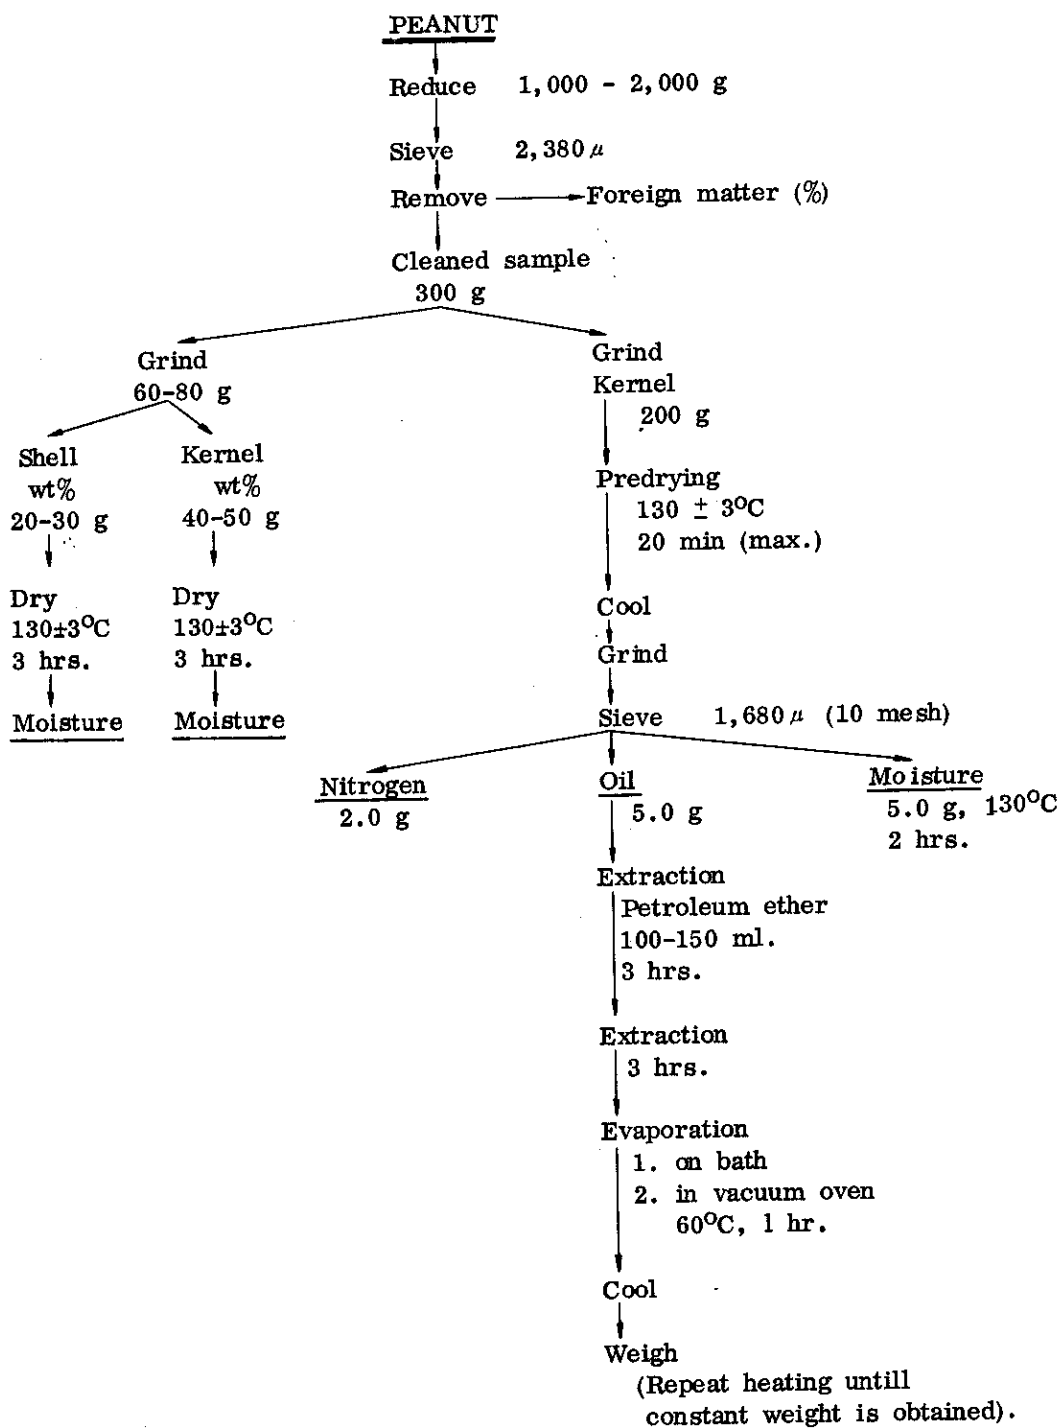 PEANUT
Reduce 1,000 - 2,000 g
Sieve 2,380 μ
Remove Foreign matter (%)
Cleaned sample
300 g
Grind
60-80 g
Shell
wt%
20-30 g
Dry
130±3°C
3 hrs.
Moisture
Kernel
wt%
40-50 g
Dry
130±3°C
3 hrs.
Moisture
Grind
Kernel
200 g
Predrying
130 ± 3°C
20 min (max.)
Cool
Grind
Sieve 1,680 μ (10 mesh)
Nitrogen
2.0 g
Oil
5.0 g
Moisture
5.0 g, 130°C
2 hrs.
Extraction
Petroleum ether
100-150 ml.
3 hrs.
Extraction
3 hrs.
Evaporation
1. on bath
2. in vacuum oven
60°C, 1 hr.
Cool
Weigh
(Repeat heating untill
constant weight is obtained).